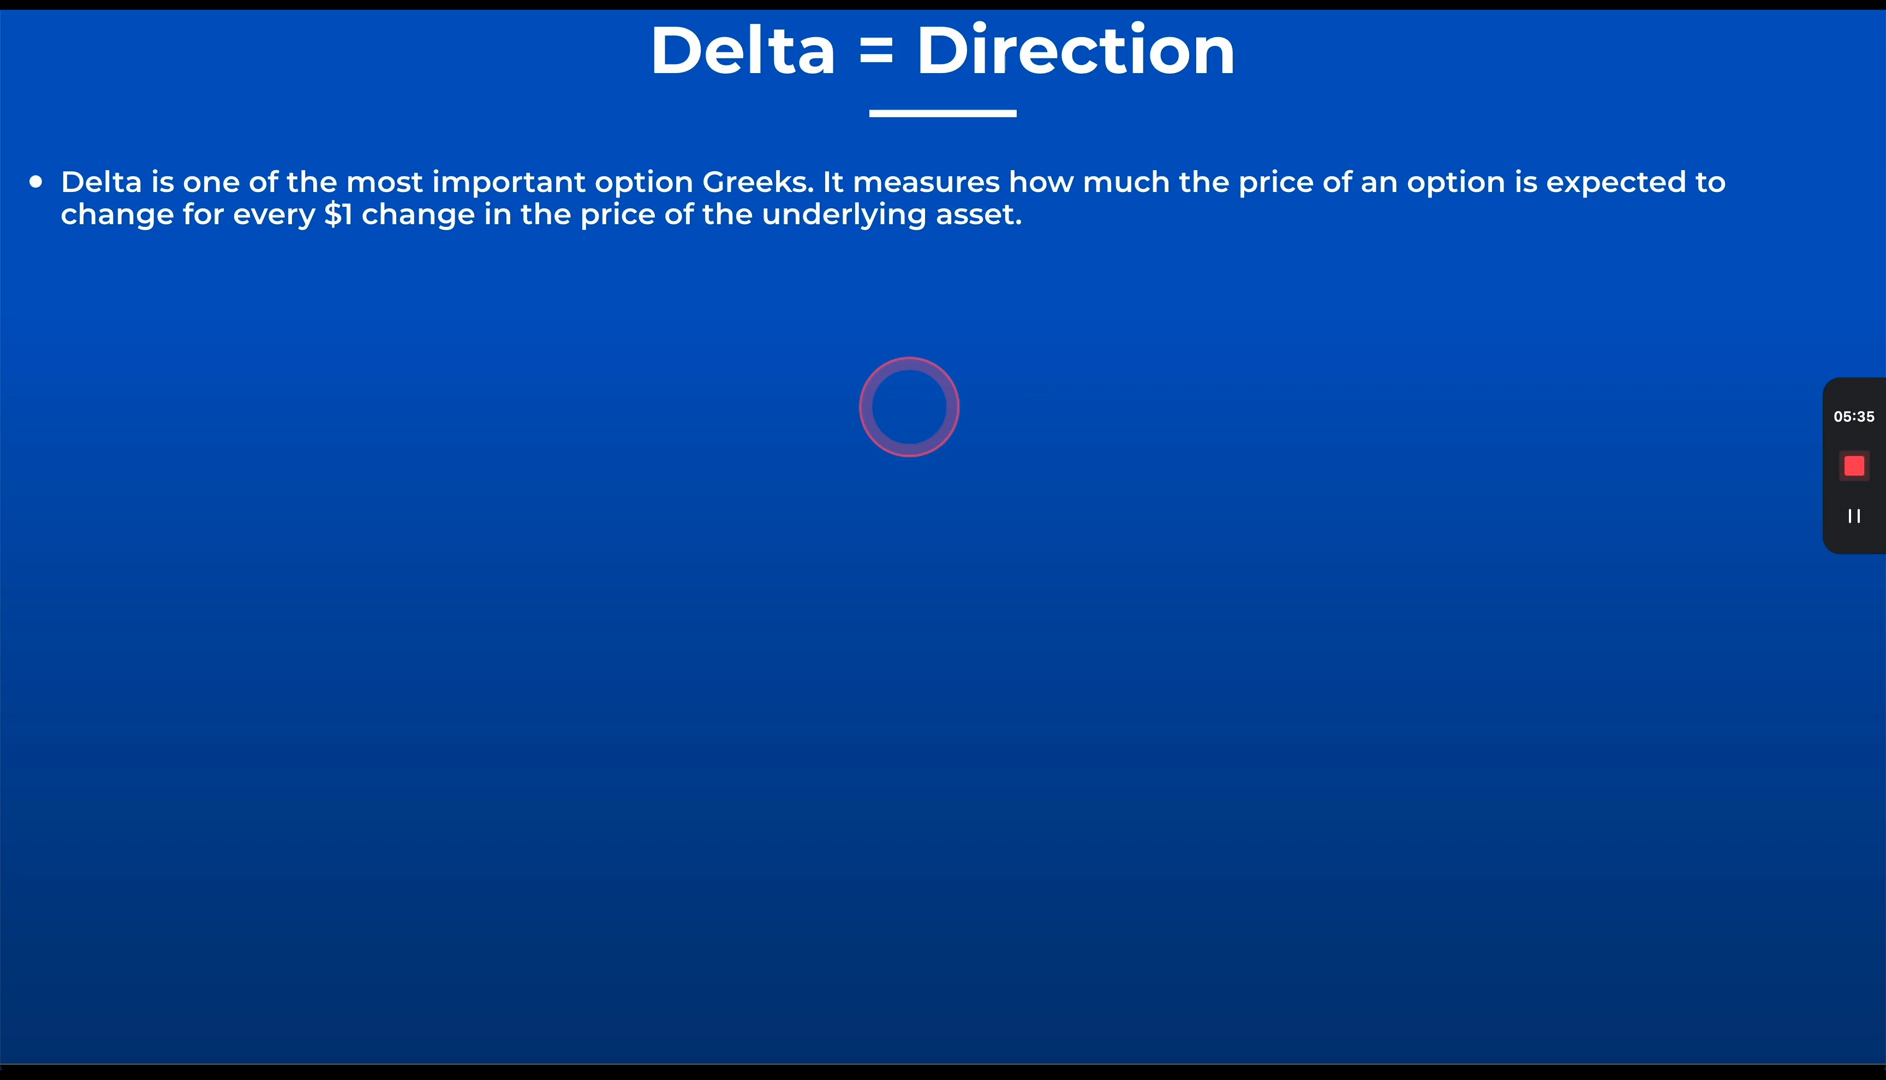 Delta = Direction
• Delta is one of the most important option Greeks. It measures how much the price of an option is expected to
change for every $1 change in the price of the underlying asset.
05:35